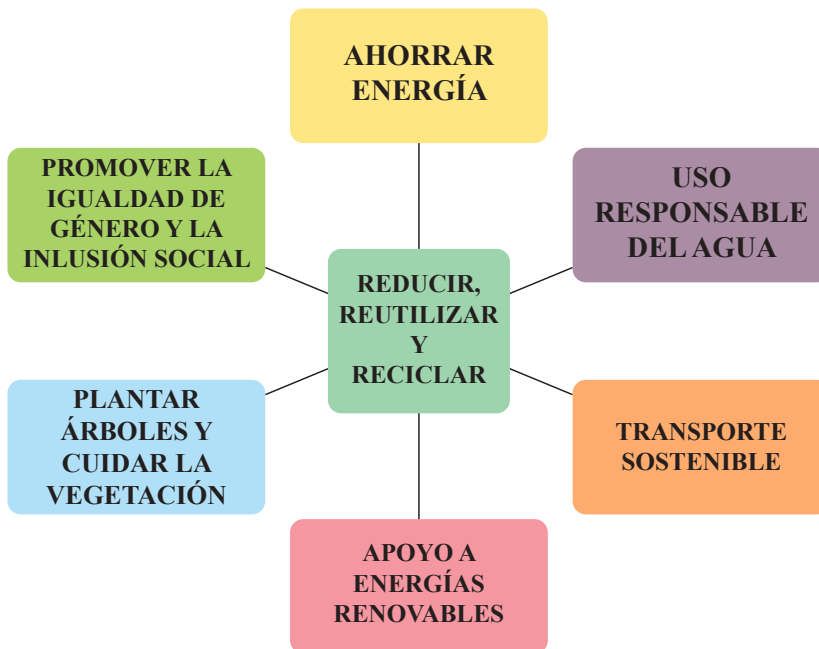 AHORRAR
ENERGÍA
PROMOVER LA
IGUALDAD DE
GÉNERO Y LA
INLUSIÓN SOCIAL
USO
RESPONSABLE
DEL AGUA
REDUCIR,
REUTILIZAR
Y
RECICLAR
PLANTAR
ÁRBOLES Y
CUIDAR LA
VEGETACIÓN
TRANSPORTE
SOSTENIBLE
APOYO A
ENERGÍAS
RENOVABLES